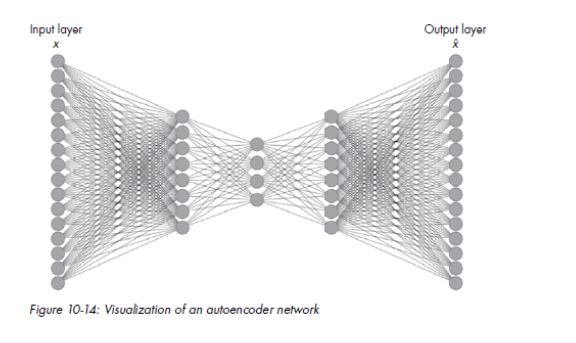 Input layer
x
Output layer
x̂
Figure 10-14: Visualization of an autoencoder network